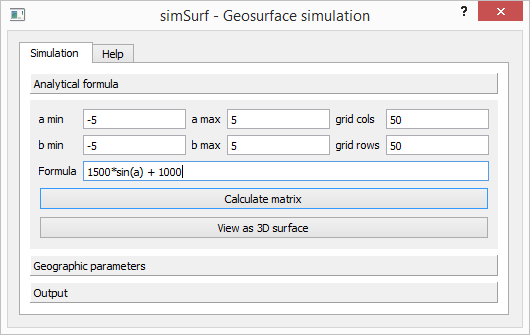 simSurf - Geosurface simulation ? ×
Simulation Help
Analytical formula
a min -5 a max 5 grid cols 50
b min -5 b max 5 grid rows 50
Formula 1500*sin(a) + 1000
Calculate matrix
View as 3D surface
Geographic parameters
Output